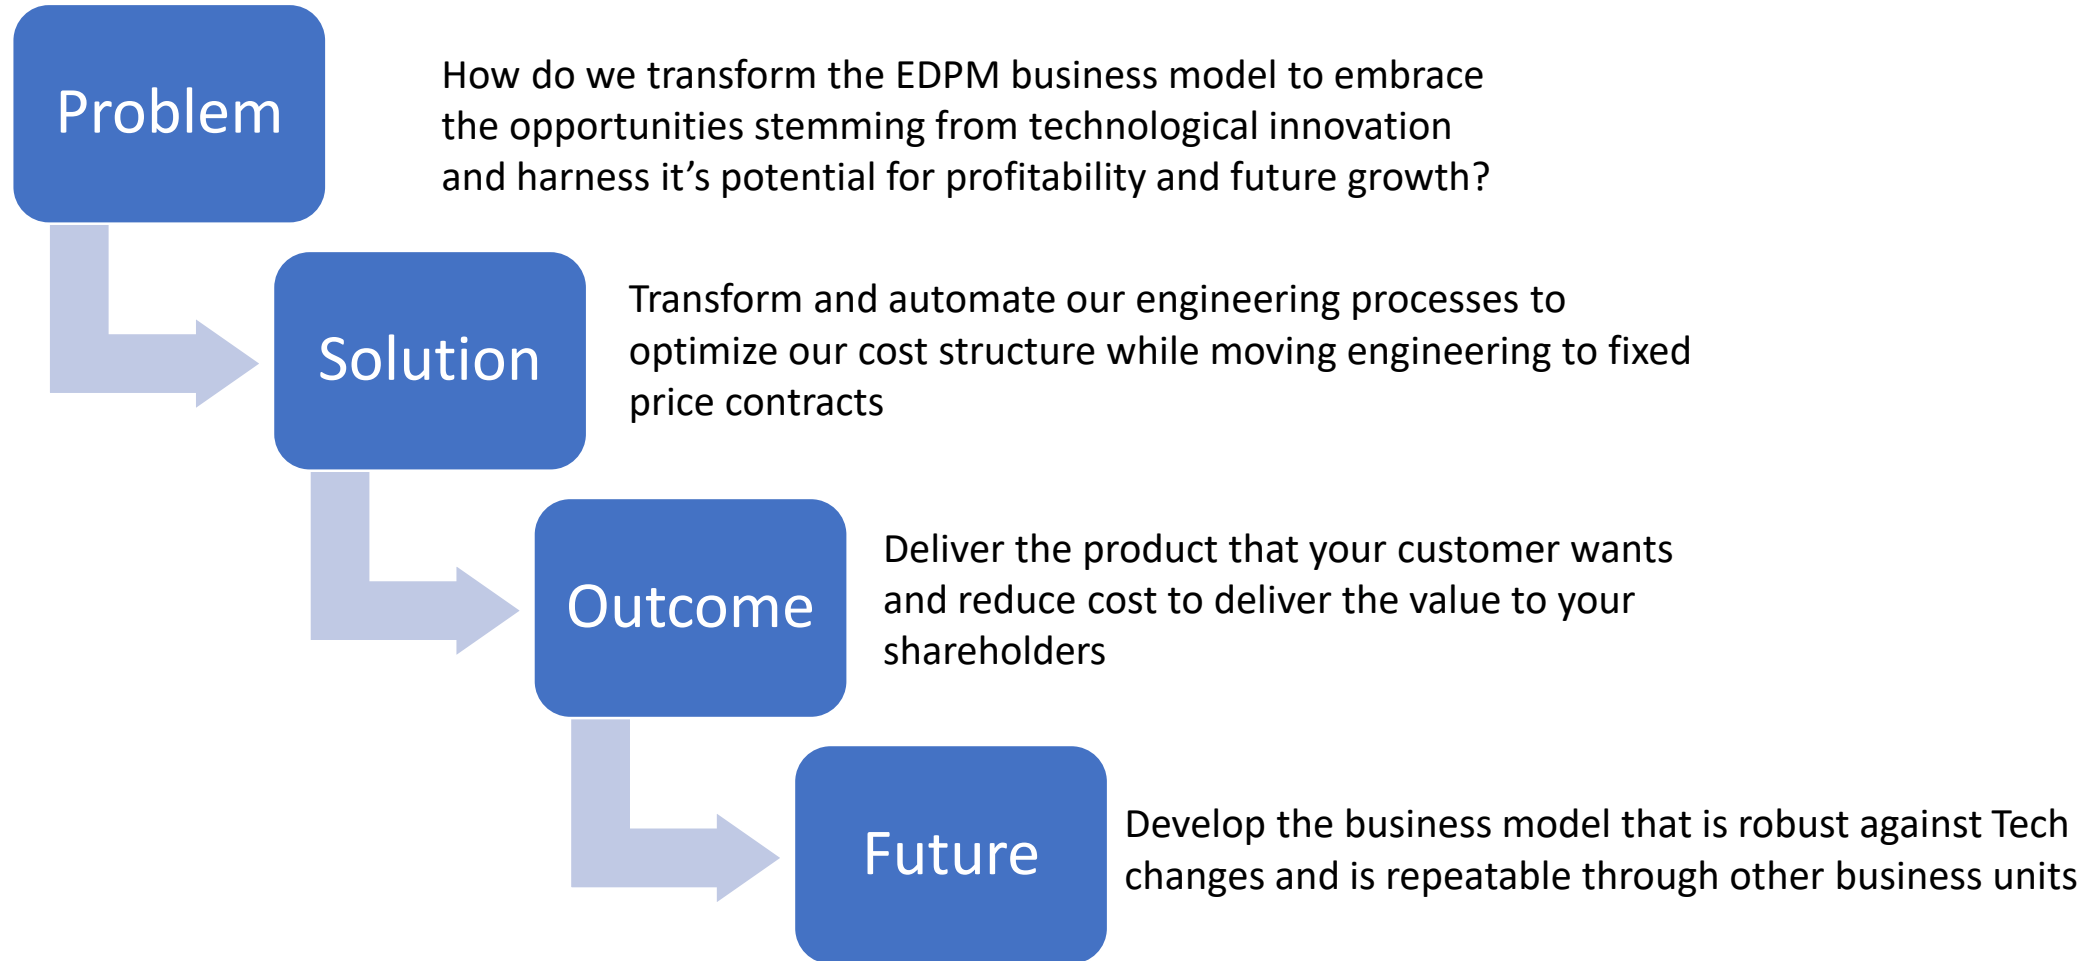 Problem
How do we transform the EDPM business model to embrace
the opportunities stemming from technological innovation
and harness it’s potential for profitability and future growth?
Solution
Transform and automate our engineering processes to
optimize our cost structure while moving engineering to fixed
price contracts
Outcome
Deliver the product that your customer wants
and reduce cost to deliver the value to your
shareholders
Future
Develop the business model that is robust against Tech
changes and is repeatable through other business units